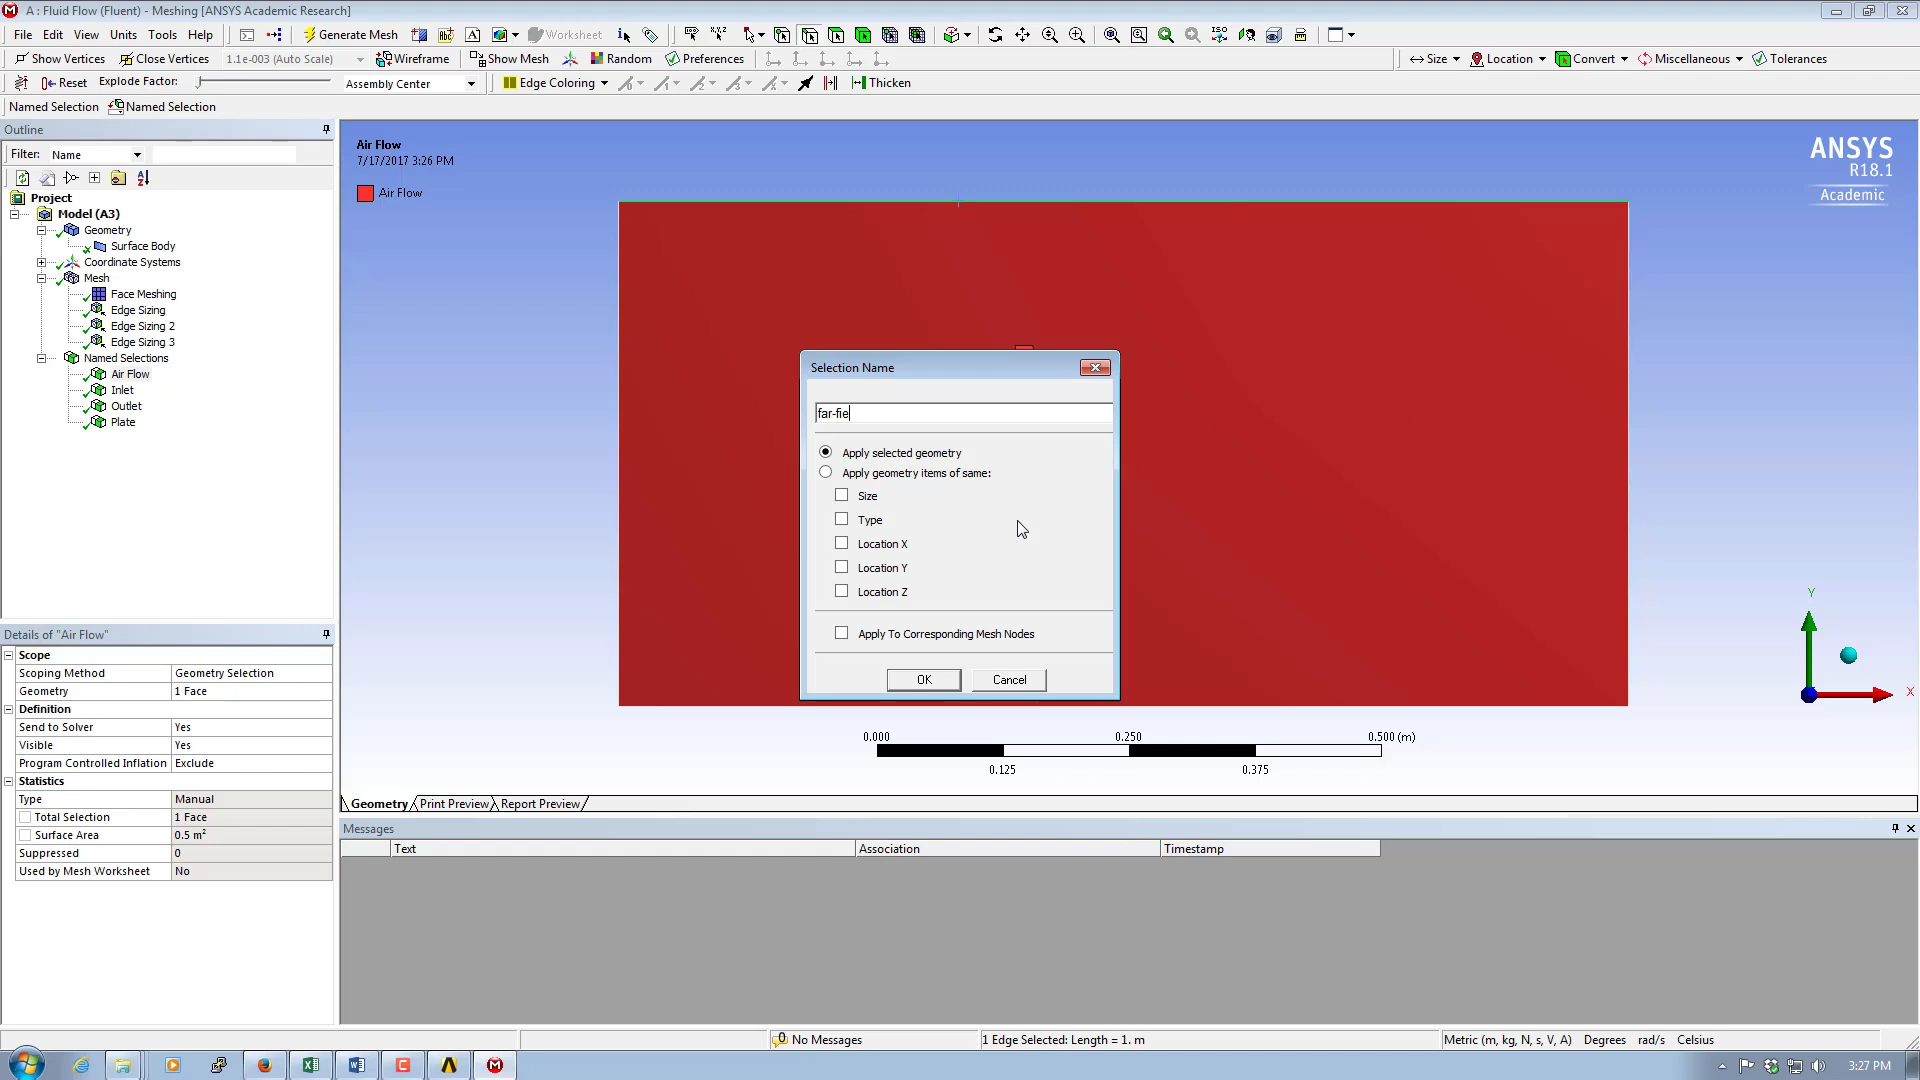 A : Fluid Flow (Fluent) - Meshing [ANSYS Academic Research]
File Edit View Units Tools Help Generate Mesh Worksheet
Show Vertices Close Vertices 1.1e-003 (Auto Scale) Wireframe Show Mesh Random Preferences Size Location Convert Miscellaneous Tolerances
Reset Explode Factor: Assembly Center Edge Coloring Thicken
Named Selection Named Selection
Outline
Filter: Name
Project
Model (A3)
Geometry
Surface Body
Coordinate Systems
Mesh
Face Meshing
Edge Sizing
Edge Sizing 2
Edge Sizing 3
Named Selections
Air Flow
Inlet
Outlet
Plate
Details of "Air Flow"
Scope
Scoping Method Geometry Selection
Geometry 1 Face
Definition
Send to Solver Yes
Visible Yes
Program Controlled Inflation Exclude
Statistics
Type Manual
Total Selection 1 Face
Surface Area 0.5 m²
Suppressed 0
Used by Mesh Worksheet No
Air Flow
7/17/2017 3:26 PM
Air Flow
ANSYS
R18.1
Academic
Selection Name
far-fie
Apply selected geometry
Apply geometry items of same:
Size
Type
Location X
Location Y
Location Z
Apply To Corresponding Mesh Nodes
OK Cancel
Y
X
0.000 0.250 0.500 (m)
0.125 0.375
Geometry Print Preview Report Preview
Messages
Text Association Timestamp
No Messages 1 Edge Selected: Length = 1. m Metric (m, kg, N, s, V, A) Degrees rad/s Celsius
3:27 PM